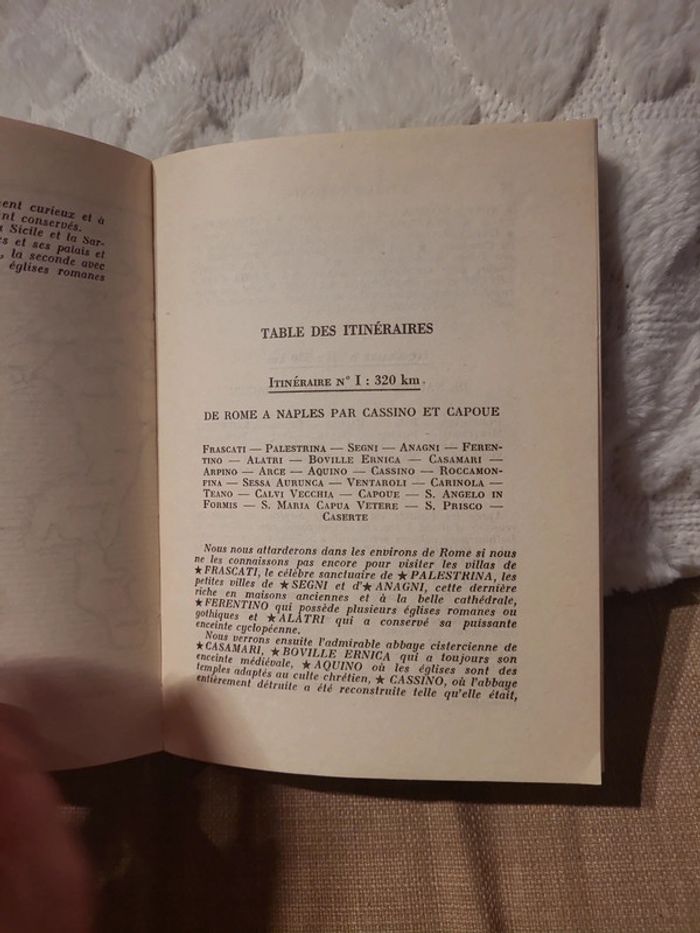 ent curieux et à
nt conservés.
a Sicile et la Sar-
es et ses palais et
, la seconde avec
églises romanes
TABLE DES ITINÉRAIRES
ITINÉRAIRE N° I : 320 km.
DE ROME A NAPLES PAR CASSINO ET CAPOUE
FRASCATI — PALESTRINA — SEGNI — ANAGNI — FEREN-
TINO — ALATRI — BOVILLE ERNICA — CASAMARI —
ARPINO — ARCE — AQUINO — CASSINO — ROCCAMON-
FINA — SESSA AURUNCA — VENTAROLI — CARINOLA —
TEANO — CALVI VECCHIA — CAPOUE — S. ANGELO IN
FORMIS — S. MARIA CAPUA VETERE — S. PRISCO —
CASERTE
Nous nous attarderons dans les environs de Rome si nous
ne les connaissons pas encore pour visiter les villas de
★ FRASCATI, le célèbre sanctuaire de ★ PALESTRINA, les
petites villes de ★ SEGNI et d'★ ANAGNI, cette dernière
riche en maisons anciennes et à la belle cathédrale,
★ FERENTINO qui possède plusieurs églises romanes ou
gothiques et ★ ALATRI qui a conservé sa puissante
enceinte cyclopéenne.
Nous verrons ensuite l'admirable abbaye cistercienne de
★ CASAMARI, ★ BOVILLE ERNICA qui a toujours son
enceinte médiévale, ★ AQUINO où les églises sont des
temples adaptés au culte chrétien, ★ CASSINO, où l'abbaye
entièrement détruite a été reconstruite telle qu'elle était,